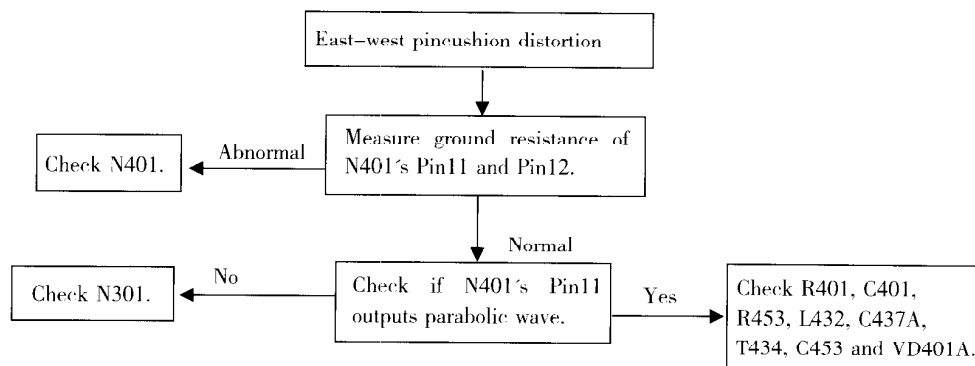 East-west pincushion distortion
Measure ground resistance of
N401's Pin11 and Pin12.
Abnormal
Check N401.
Normal
Check if N401's Pin11
outputs parabolic wave.
No
Check N301.
Yes
Check R401, C401,
R453, L432, C437A,
T434, C453 and VD401A.